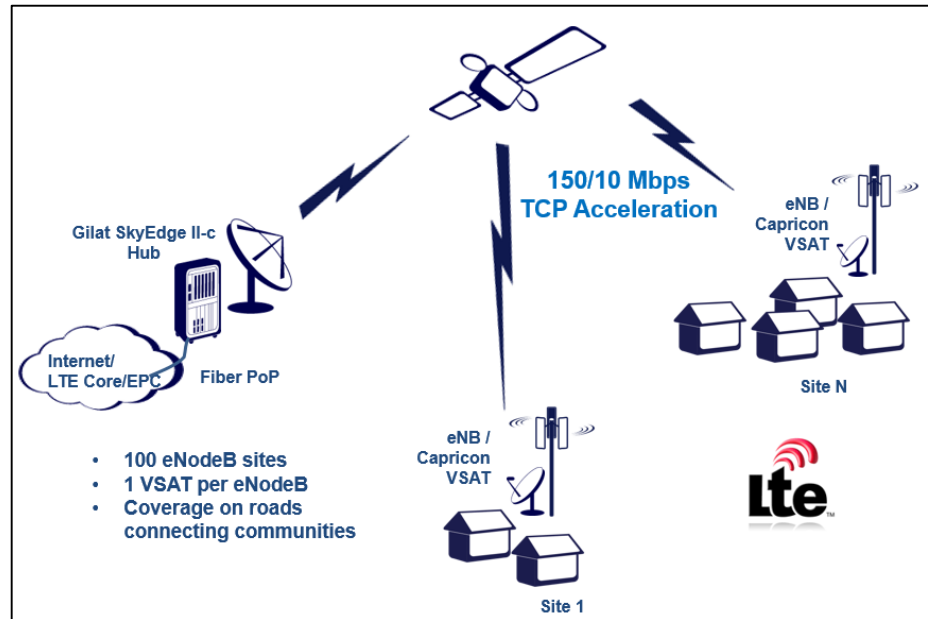 150/10 Mbps
TCP Acceleration
eNB /
Capricon
VSAT
Gilat SkyEdge II-c
Hub
Internet/
LTE Core/EPC
Fiber PoP
Site N
eNB /
Capricon
VSAT
• 100 eNodeB sites
• 1 VSAT per eNodeB
• Coverage on roads
connecting communities
Lte™
Site 1